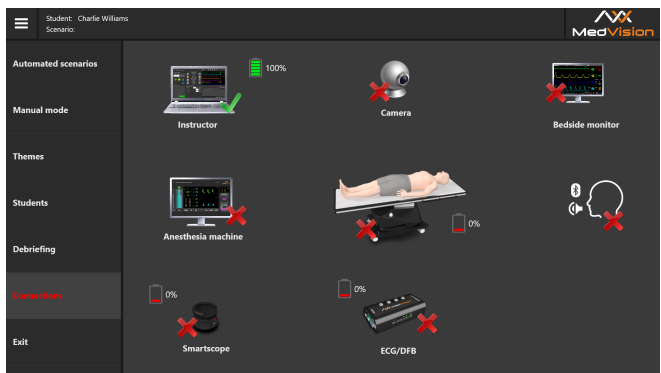 Student: Charlie Williams
Scenario:
MedVision
Automated scenarios
Manual mode
Themes
Students
Debriefing
Connections
Exit
100%
Instructor
Camera
Bedside monitor
Anesthesia machine
0%
0%
Smartscope
0%
ECG/DFB